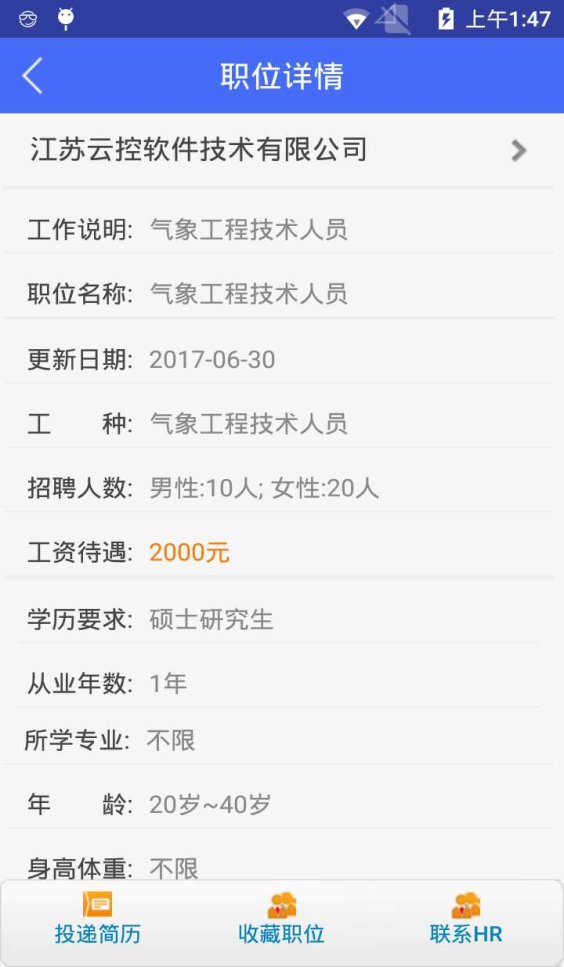 上午1:47
职位详情
江苏云控软件技术有限公司
工作说明: 气象工程技术人员
职位名称: 气象工程技术人员
更新日期: 2017-06-30
工 种: 气象工程技术人员
招聘人数: 男性:10人; 女性:20人
工资待遇: 2000元
学历要求: 硕士研究生
从业年数: 1年
所学专业: 不限
年 龄: 20岁~40岁
身高体重: 不限
投递简历 收藏职位 联系HR